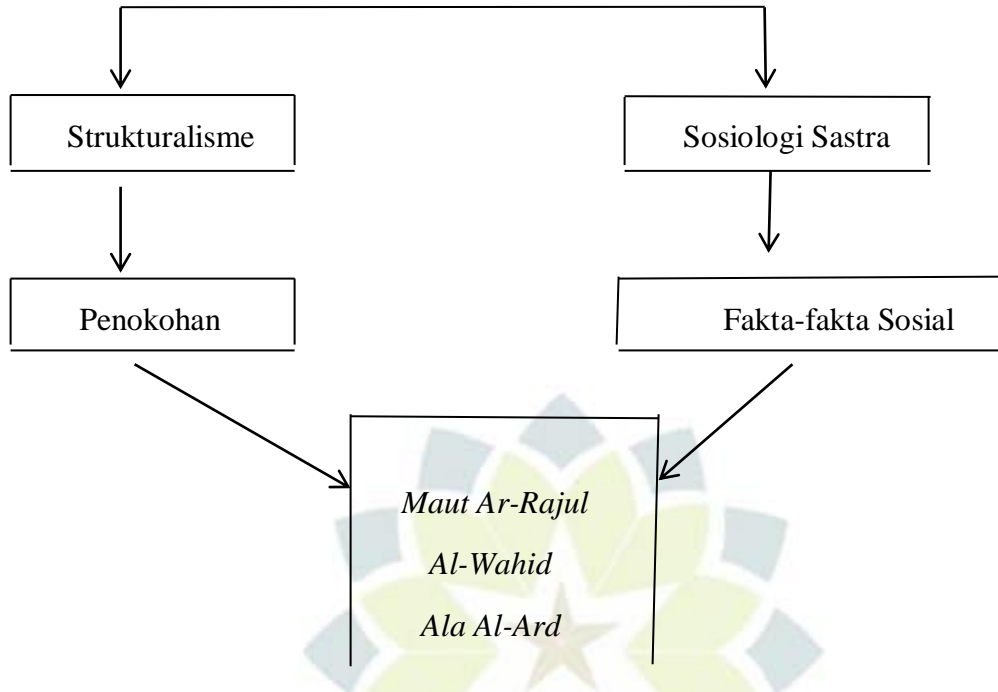 Strukturalisme
Sosiologi Sastra
Penokohan
Fakta-fakta Sosial
Maut Ar-Rajul
Al-Wahid
Ala Al-Ard